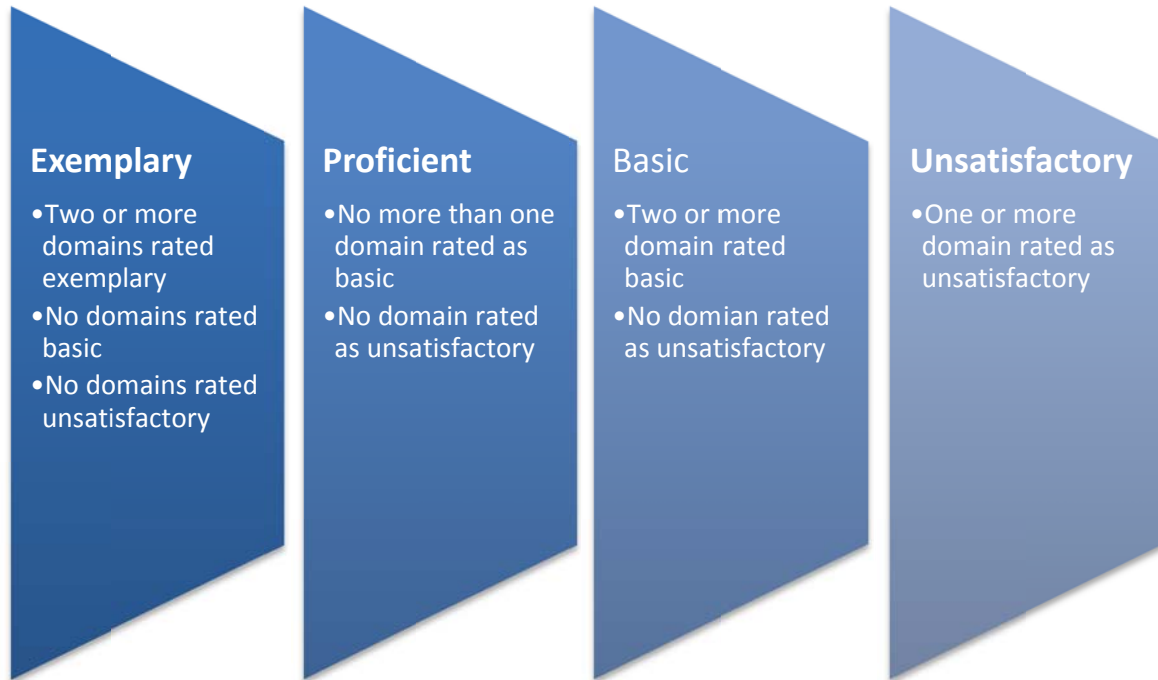 Exemplary
•Two or more
domains rated
exemplary
•No domains rated
basic
•No domains rated
unsatisfactory
Proficient
•No more than one
domain rated as
basic
•No domain rated
as unsatisfactory
Basic
•Two or more
domain rated
basic
•No domian rated
as unsatisfactory
Unsatisfactory
•One or more
domain rated as
unsatisfactory